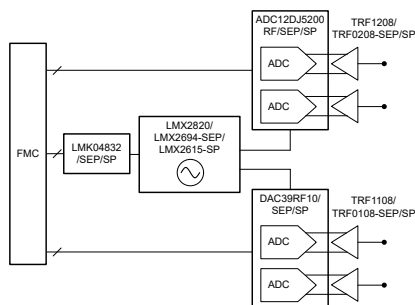 ADC12DJ5200
RF/SEP/SP
TRF1208/
TRF0208-SEP/SP
ADC
ADC
LMX2820/
LMX2694-SEP/
LMX2615-SP
LMK04832
/SEP/SP
FMC
DAC39RF10/
SEP/SP
TRF1108/
TRF0108-SEP/SP
ADC
ADC